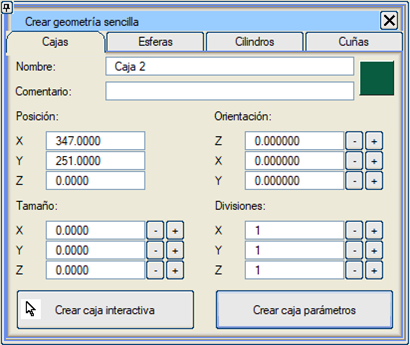 Crear geometría sencilla
Cajas Esferas Cilindros Cuñas
Nombre: Caja 2
Comentario:
Posición: Orientación:
X 347.0000 Z 0.000000 - +
Y 251.0000 X 0.000000 - +
Z 0.0000 Y 0.000000 - +
Tamaño: Divisiones:
X 0.0000 - + X 1 - +
Y 0.0000 - + Y 1 - +
Z 0.0000 - + Z 1 - +
Crear caja interactiva Crear caja parámetros